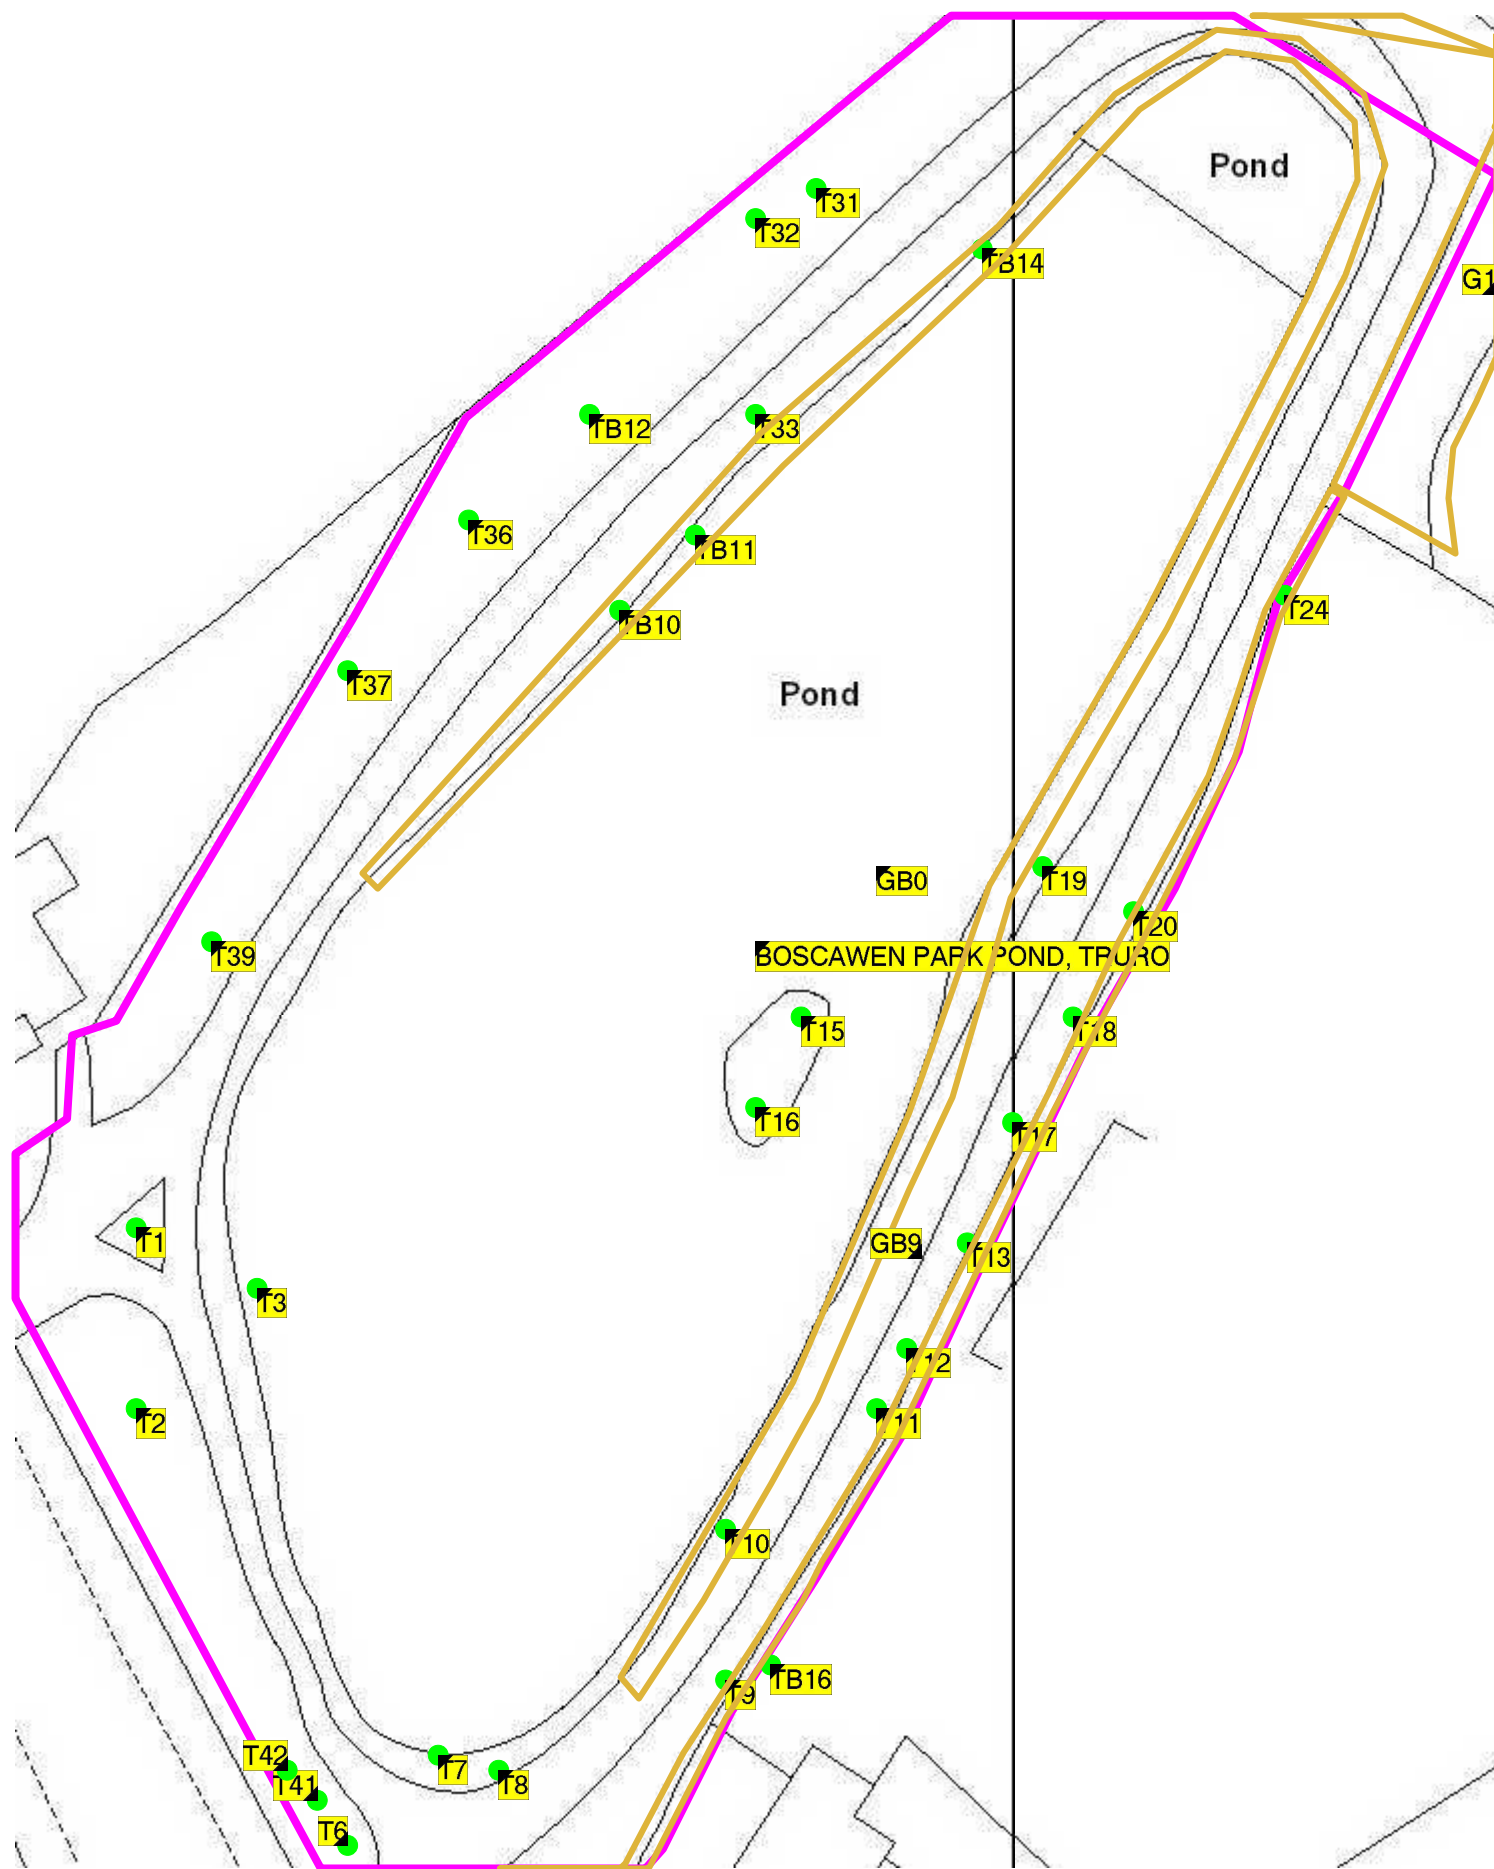 Pond
T31
T32
TB14
G1
TB12
T33
T36
TB11
T24
TB10
T37
Pond
GB0
T19
T20
T39
BOSCAWEN PARK POND, TRURO
T15
T18
T16
T17
T1
GB9
T13
T3
T12
T2
T11
T10
TB16
T9
T42
T7
T41
T8
T6